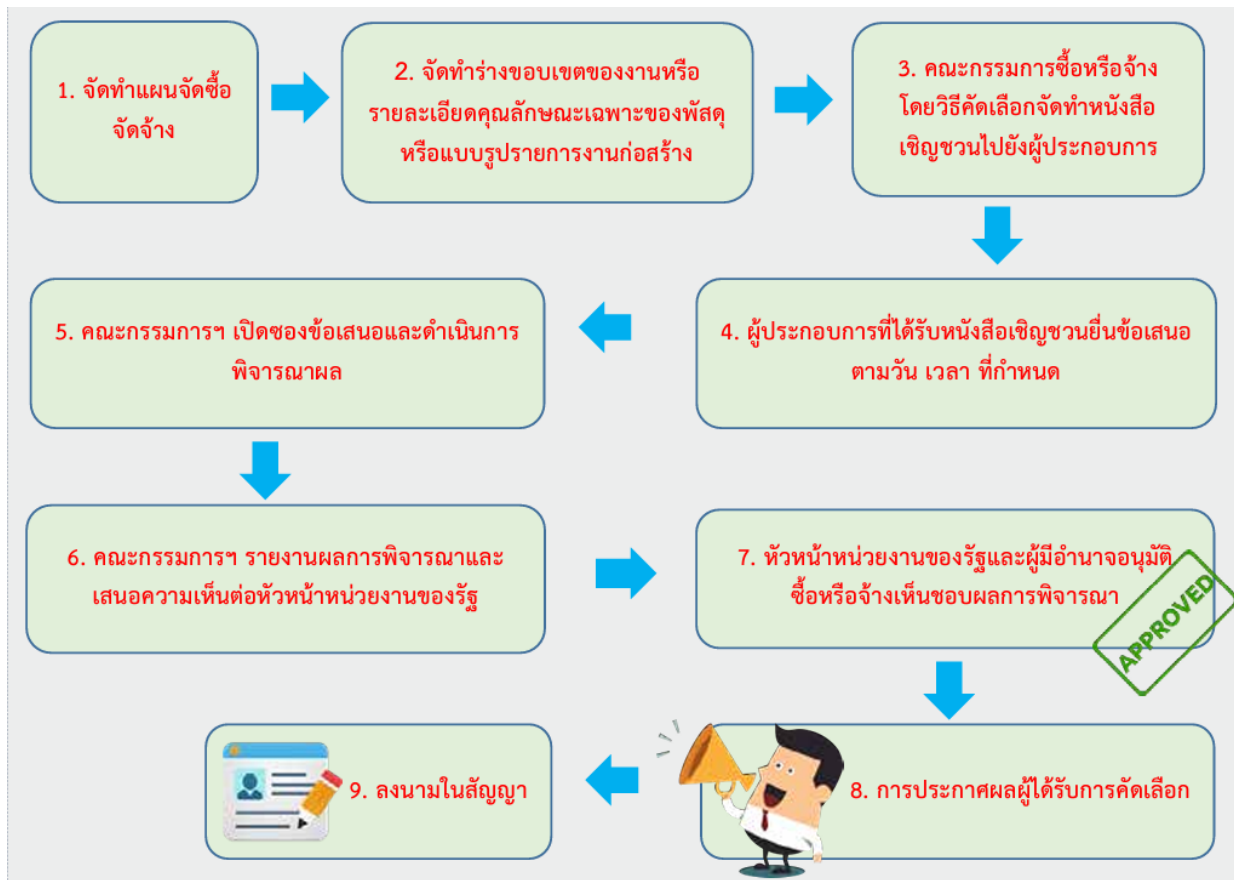 1. จัดทำแผนจัดซื้อ
จัดจ้าง
2. จัดทำร่างขอบเขตของงานหรือ
รายละเอียดคุณลักษณะเฉพาะของพัสดุ
หรือแบบรูปรายการงานก่อสร้าง
3. คณะกรรมการซื้อหรือจ้าง
โดยวิธีคัดเลือกจัดทำหนังสือ
เชิญชวนไปยังผู้ประกอบการ
4. ผู้ประกอบการที่ได้รับหนังสือเชิญชวนยื่นข้อเสนอ
ตามวัน เวลา ที่กำหนด
5. คณะกรรมการฯ เปิดซองข้อเสนอและดำเนินการ
พิจารณาผล
6. คณะกรรมการฯ รายงานผลการพิจารณาและ
เสนอความเห็นต่อหัวหน้าหน่วยงานของรัฐ
7. หัวหน้าหน่วยงานของรัฐและผู้มีอำนาจอนุมัติ
ซื้อหรือจ้างเห็นชอบผลการพิจารณา
APPROVED
8. การประกาศผลผู้ได้รับการคัดเลือก
9. ลงนามในสัญญา